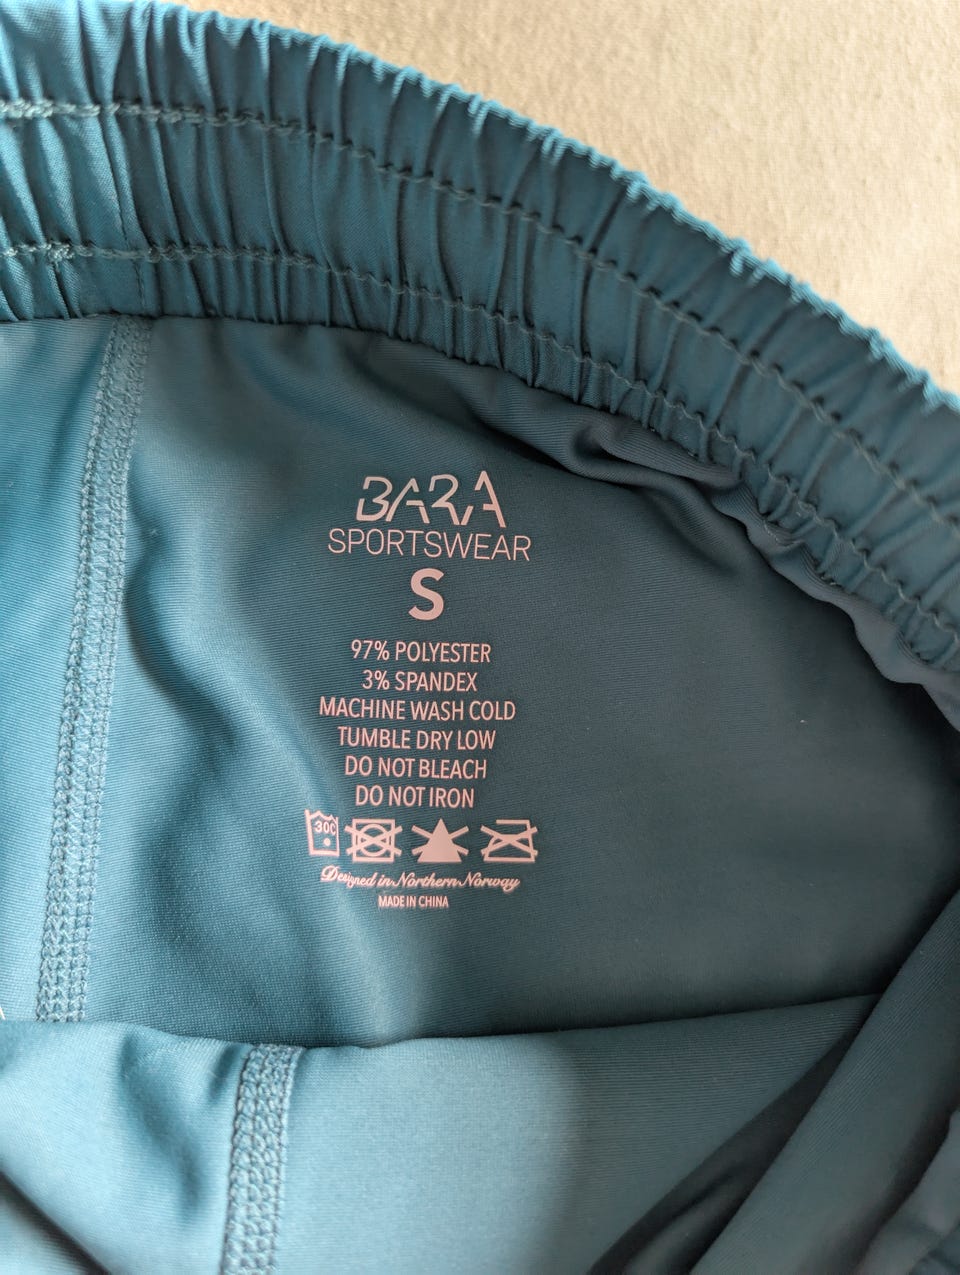 BARA
SPORTSWEAR
S
97% POLYESTER
3% SPANDEX
MACHINE WASH COLD
TUMBLE DRY LOW
DO NOT BLEACH
DO NOT IRON
30C
Designed in Northern Norway
MADE IN CHINA